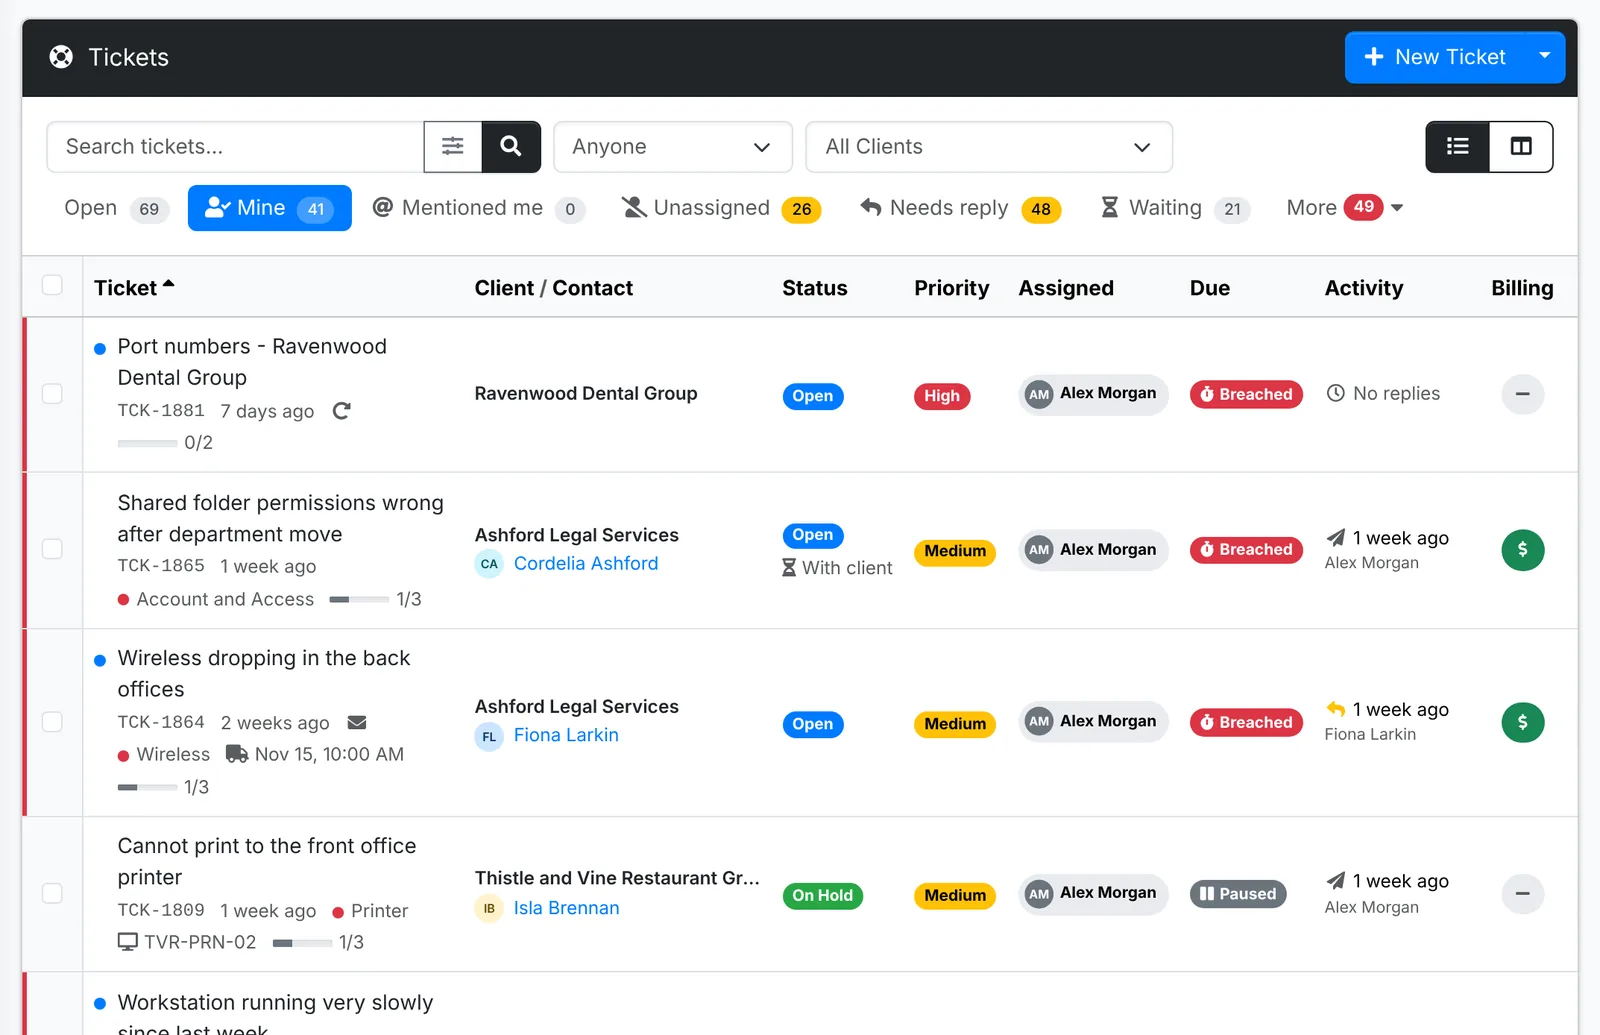 Tickets
New Ticket
Search tickets...
Anyone
All Clients
Open 69
Mine 41
@ Mentioned me 0
Unassigned 26
Needs reply 48
Waiting 21
More 49
Ticket
Client / Contact
Status
Priority
Assigned
Due
Activity
Billing
Port numbers - Ravenwood
Dental Group
TCK-1881 7 days ago
0/2
Ravenwood Dental Group
Open
High
AM Alex Morgan
Breached
No replies
Shared folder permissions wrong
after department move
TCK-1865 1 week ago
Account and Access 1/3
Ashford Legal Services
CA Cordelia Ashford
Open
With client
Medium
AM Alex Morgan
Breached
1 week ago
Alex Morgan
$
Wireless dropping in the back
offices
TCK-1864 2 weeks ago
Wireless Nov 15, 10:00 AM
1/3
Ashford Legal Services
FL Fiona Larkin
Open
Medium
AM Alex Morgan
Breached
1 week ago
Fiona Larkin
$
Cannot print to the front office
printer
TCK-1809 1 week ago Printer
TVR-PRN-02 1/3
Thistle and Vine Restaurant Gr...
IB Isla Brennan
On Hold
Medium
AM Alex Morgan
Paused
1 week ago
Alex Morgan
Workstation running very slowly
since last week